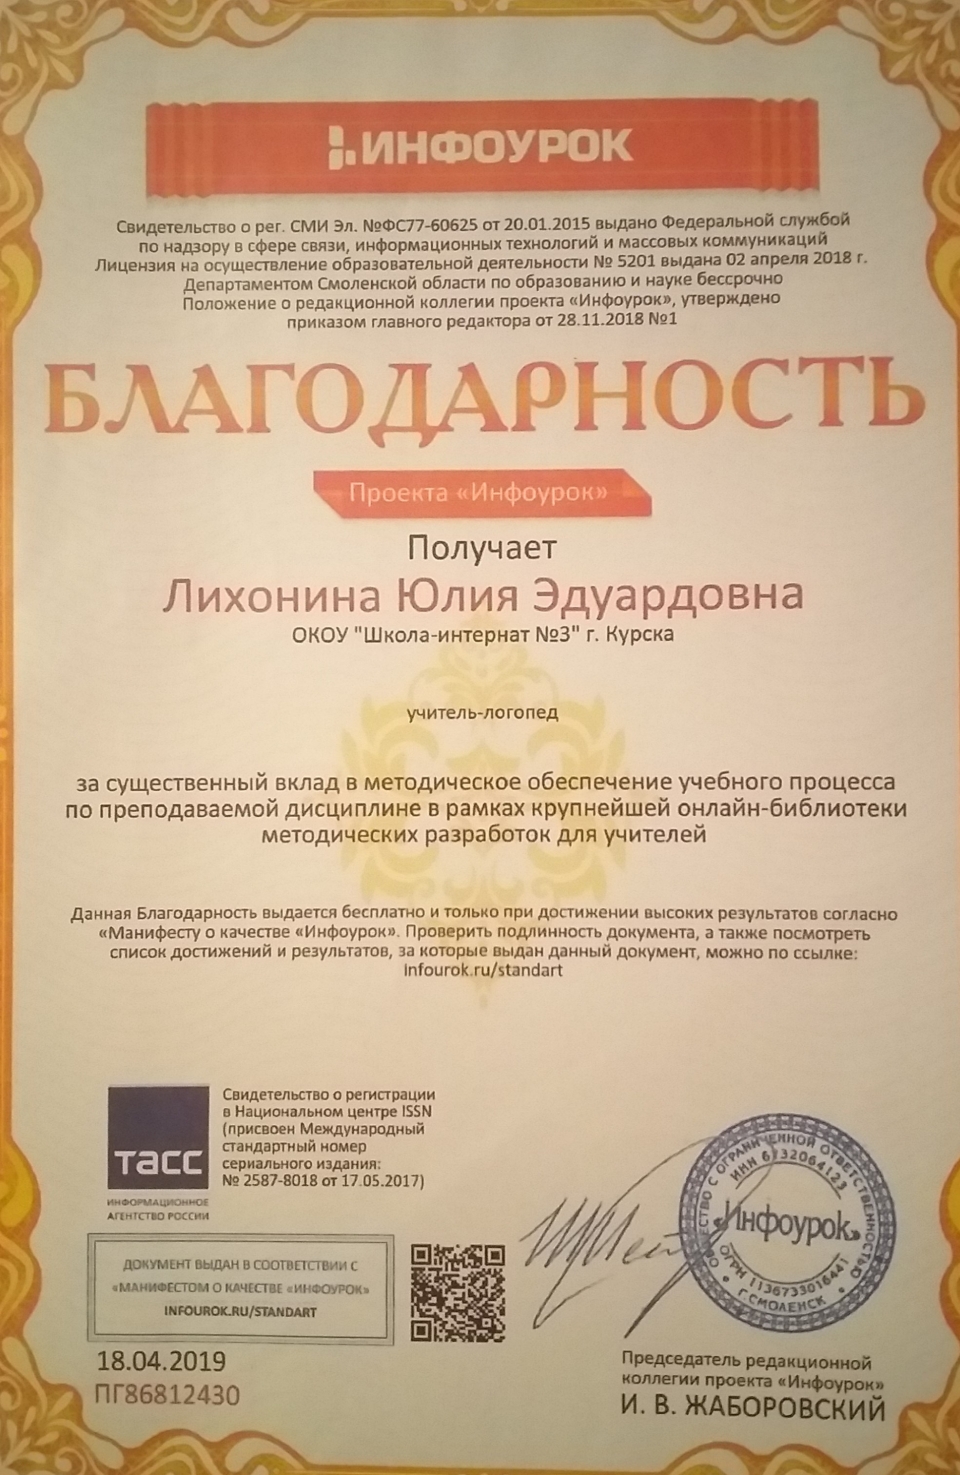 ИНФОУРОК
Свидетельство о рег. СМИ Эл. №ФС77-60625 от 20.01.2015 выдано Федеральной службой
по надзору в сфере связи, информационных технологий и массовых коммуникаций
Лицензия на осуществление образовательной деятельности № 5201 выдана 02 апреля 2018 г.
Департаментом Смоленской области по образованию и науке бессрочно
Положение о редакционной коллегии проекта «Инфоурок», утверждено
приказом главного редактора от 28.11.2018 №1
БЛАГОДАРНОСТЬ
Проекта «Инфоурок»
Получает
Лихонина Юлия Эдуардовна
ОКОУ "Школа-интернат №3" г. Курска
учитель-логопед
за существенный вклад в методическое обеспечение учебного процесса
по преподаваемой дисциплине в рамках крупнейшей онлайн-библиотеки
методических разработок для учителей
Данная Благодарность выдается бесплатно и только при достижении высоких результатов согласно
«Манифесту о качестве «Инфоурок». Проверить подлинность документа, а также посмотреть
список достижений и результатов, за которые выдан данный документ, можно по ссылке:
infourok.ru/standart
Свидетельство о регистрации
в Национальном центре ISSN
(присвоен Международный
стандартный номер
сериального издания:
№ 2587-8018 от 17.05.2017)
ТАСС
ИНФОРМАЦИОННОЕ
АГЕНТСТВО РОССИИ
ДОКУМЕНТ ВЫДАН В СООТВЕТСТВИИ С
«МАНИФЕСТОМ О КАЧЕСТВЕ «ИНФОУРОК»
INFOUROK.RU/STANDART
18.04.2019
ПГ86812430
ОБЩЕСТВО С ОГРАНИЧЕННОЙ ОТВЕТСТВЕННОСТЬЮ
ИНН 6732064123
«Инфоурок»
ОГРН 1136733016441
Г.СМОЛЕНСК
Председатель редакционной
коллегии проекта «Инфоурок»
И. В. ЖАБОРОВСКИЙ